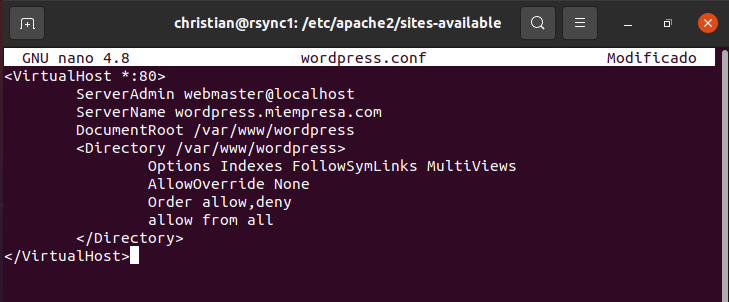 christian@rsync1: /etc/apache2/sites-available
GNU nano 4.8 wordpress.conf Modificado
<VirtualHost *:80>
        ServerAdmin webmaster@localhost
        ServerName wordpress.miempresa.com
        DocumentRoot /var/www/wordpress
        <Directory /var/www/wordpress>
                Options Indexes FollowSymLinks MultiViews
                AllowOverride None
                Order allow,deny
                allow from all
        </Directory>
</VirtualHost>